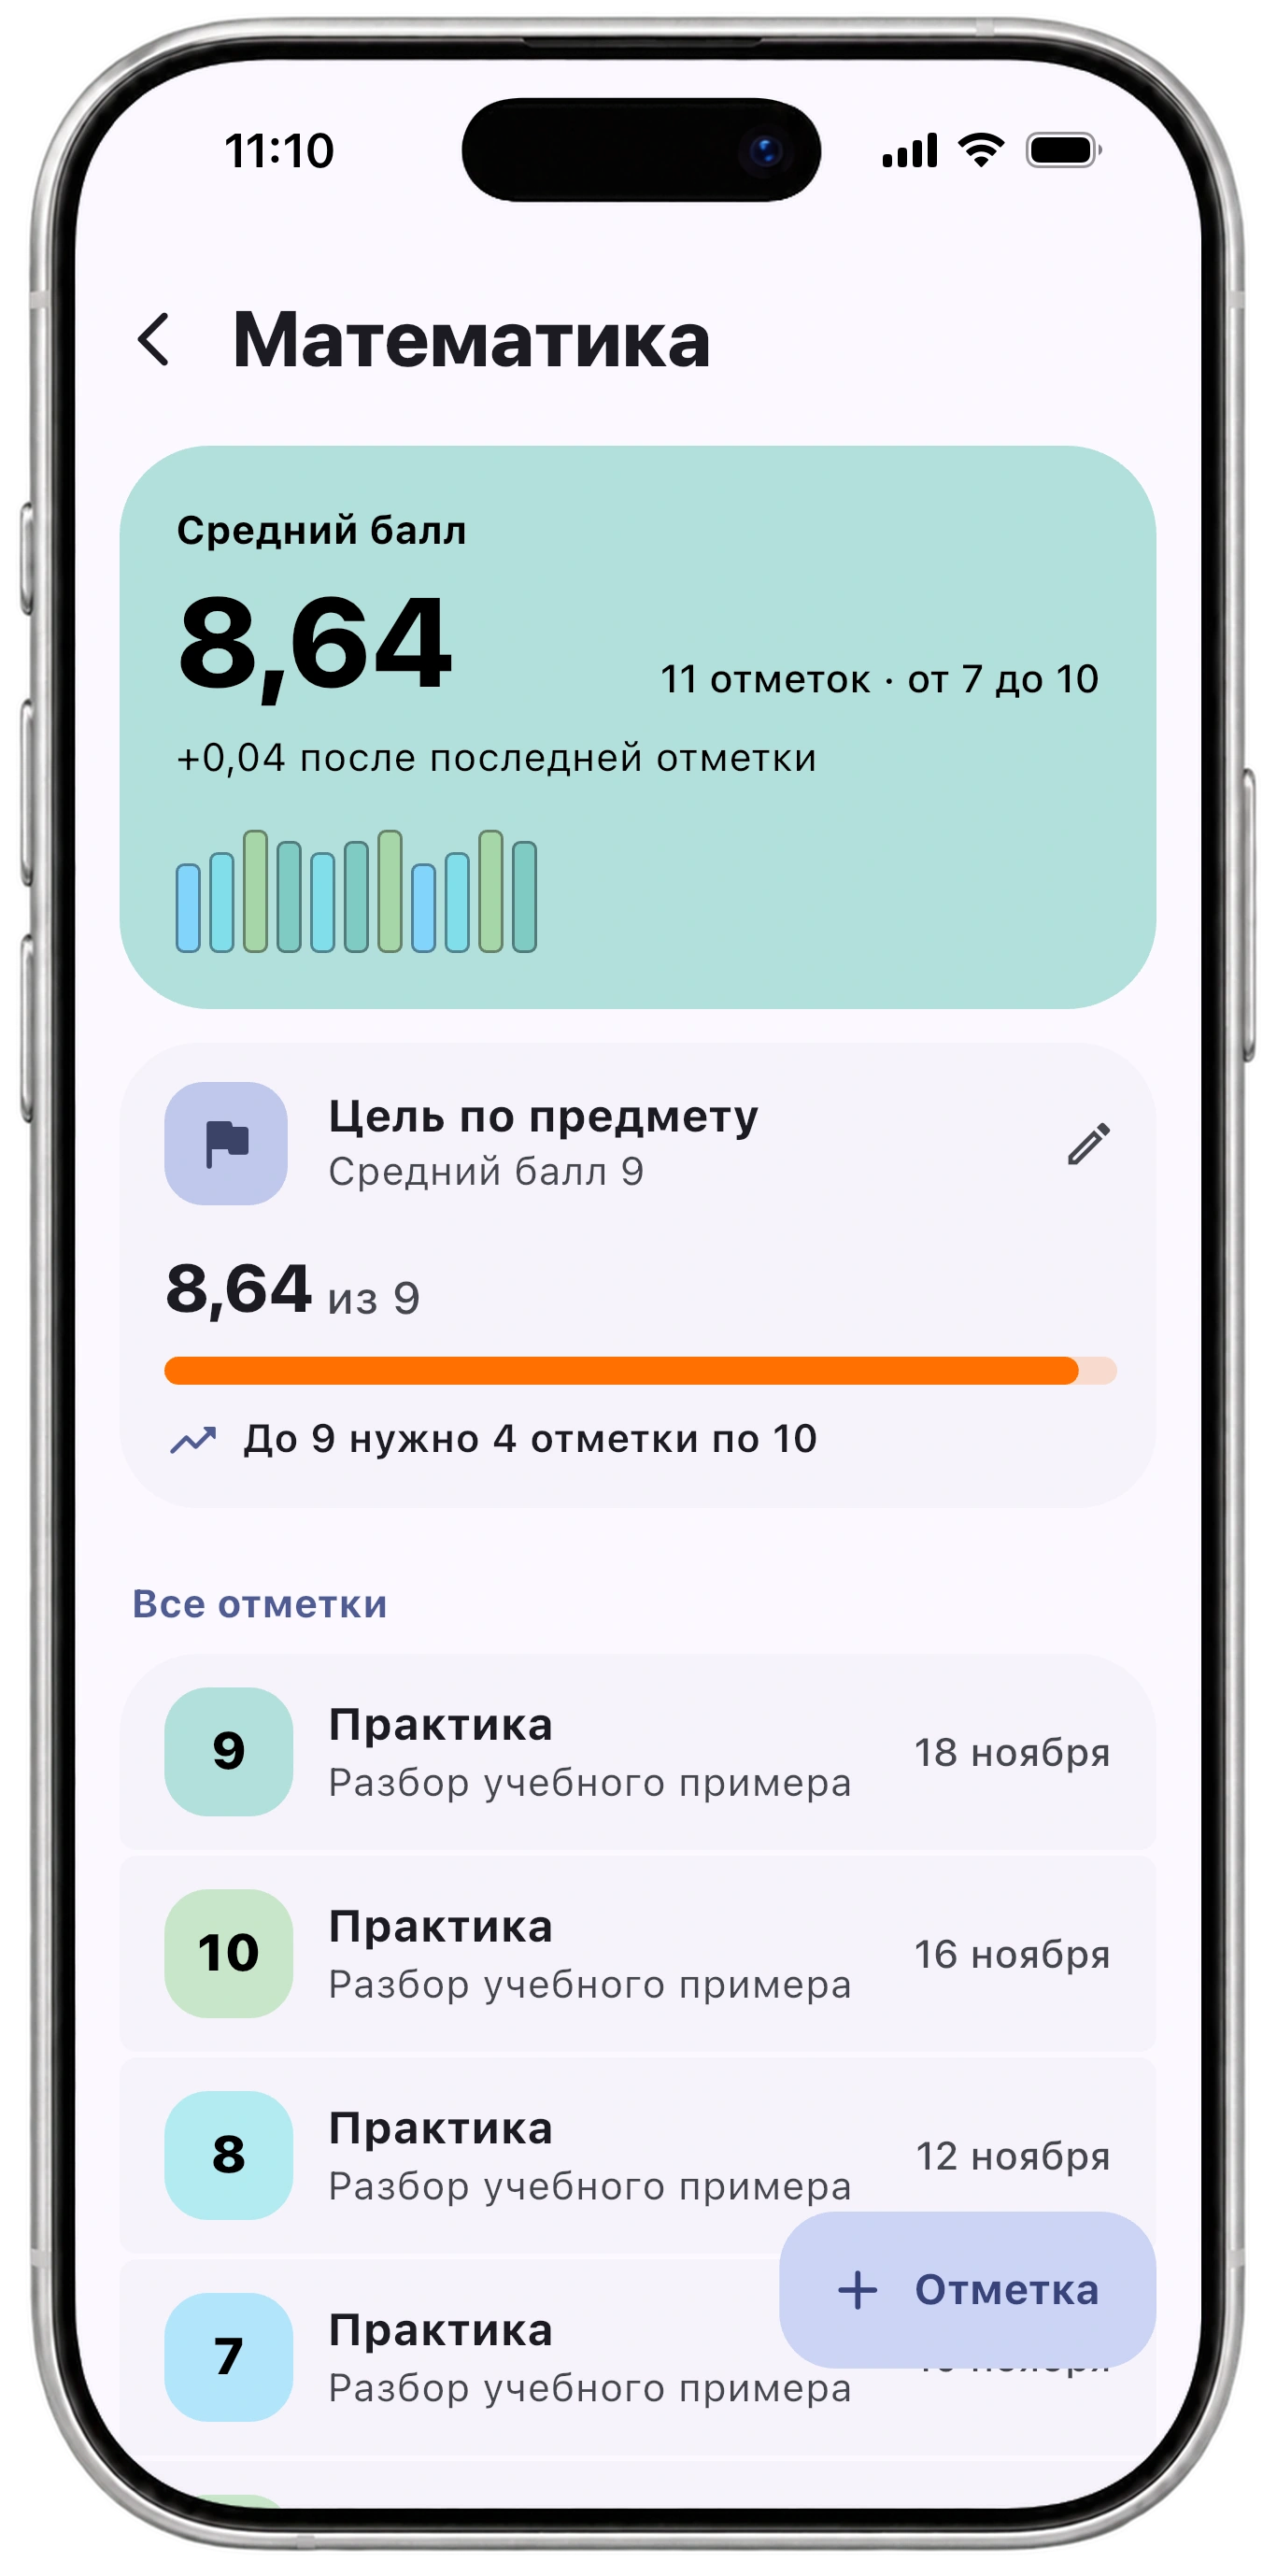 11:10
Математика
Средний балл
8,64
11 отметок · от 7 до 10
+0,04 после последней отметки
Цель по предмету
Средний балл 9
8,64 из 9
До 9 нужно 4 отметки по 10
Все отметки
9
Практика
Разбор учебного примера
18 ноября
10
Практика
Разбор учебного примера
16 ноября
8
Практика
Разбор учебного примера
12 ноября
+ Отметка
7
Практика
Разбор учебного примера